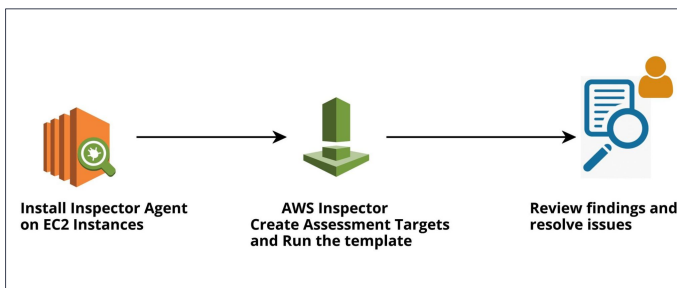 Install Inspector Agent
on EC2 Instances
AWS Inspector
Create Assessment Targets
and Run the template
Review findings and
resolve issues